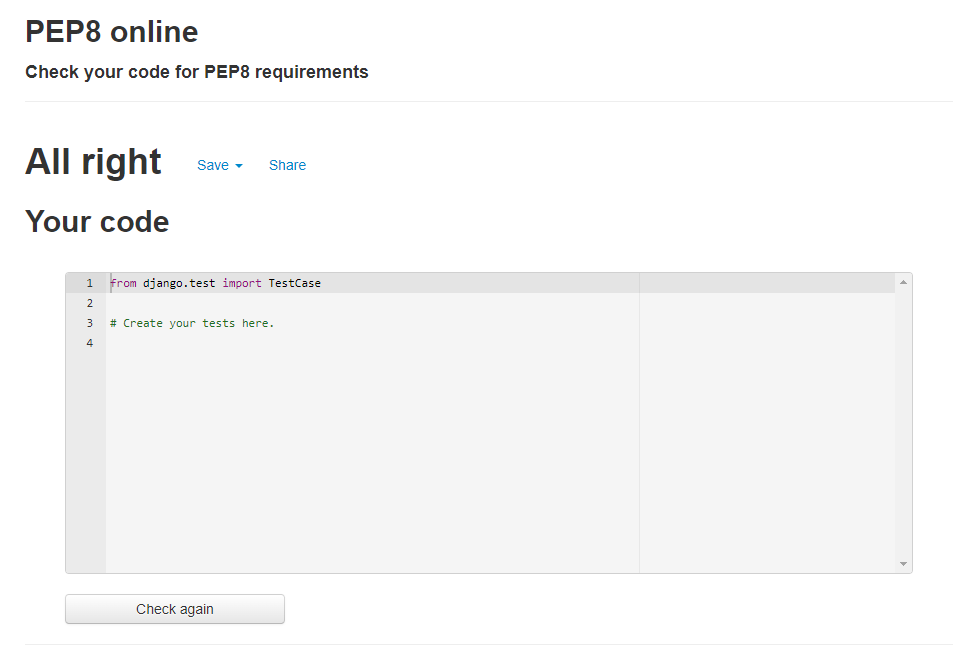 PEP8 online
Check your code for PEP8 requirements
All right Save Share
Your code
1 from django.test import TestCase
2
3 # Create your tests here.
4
Check again